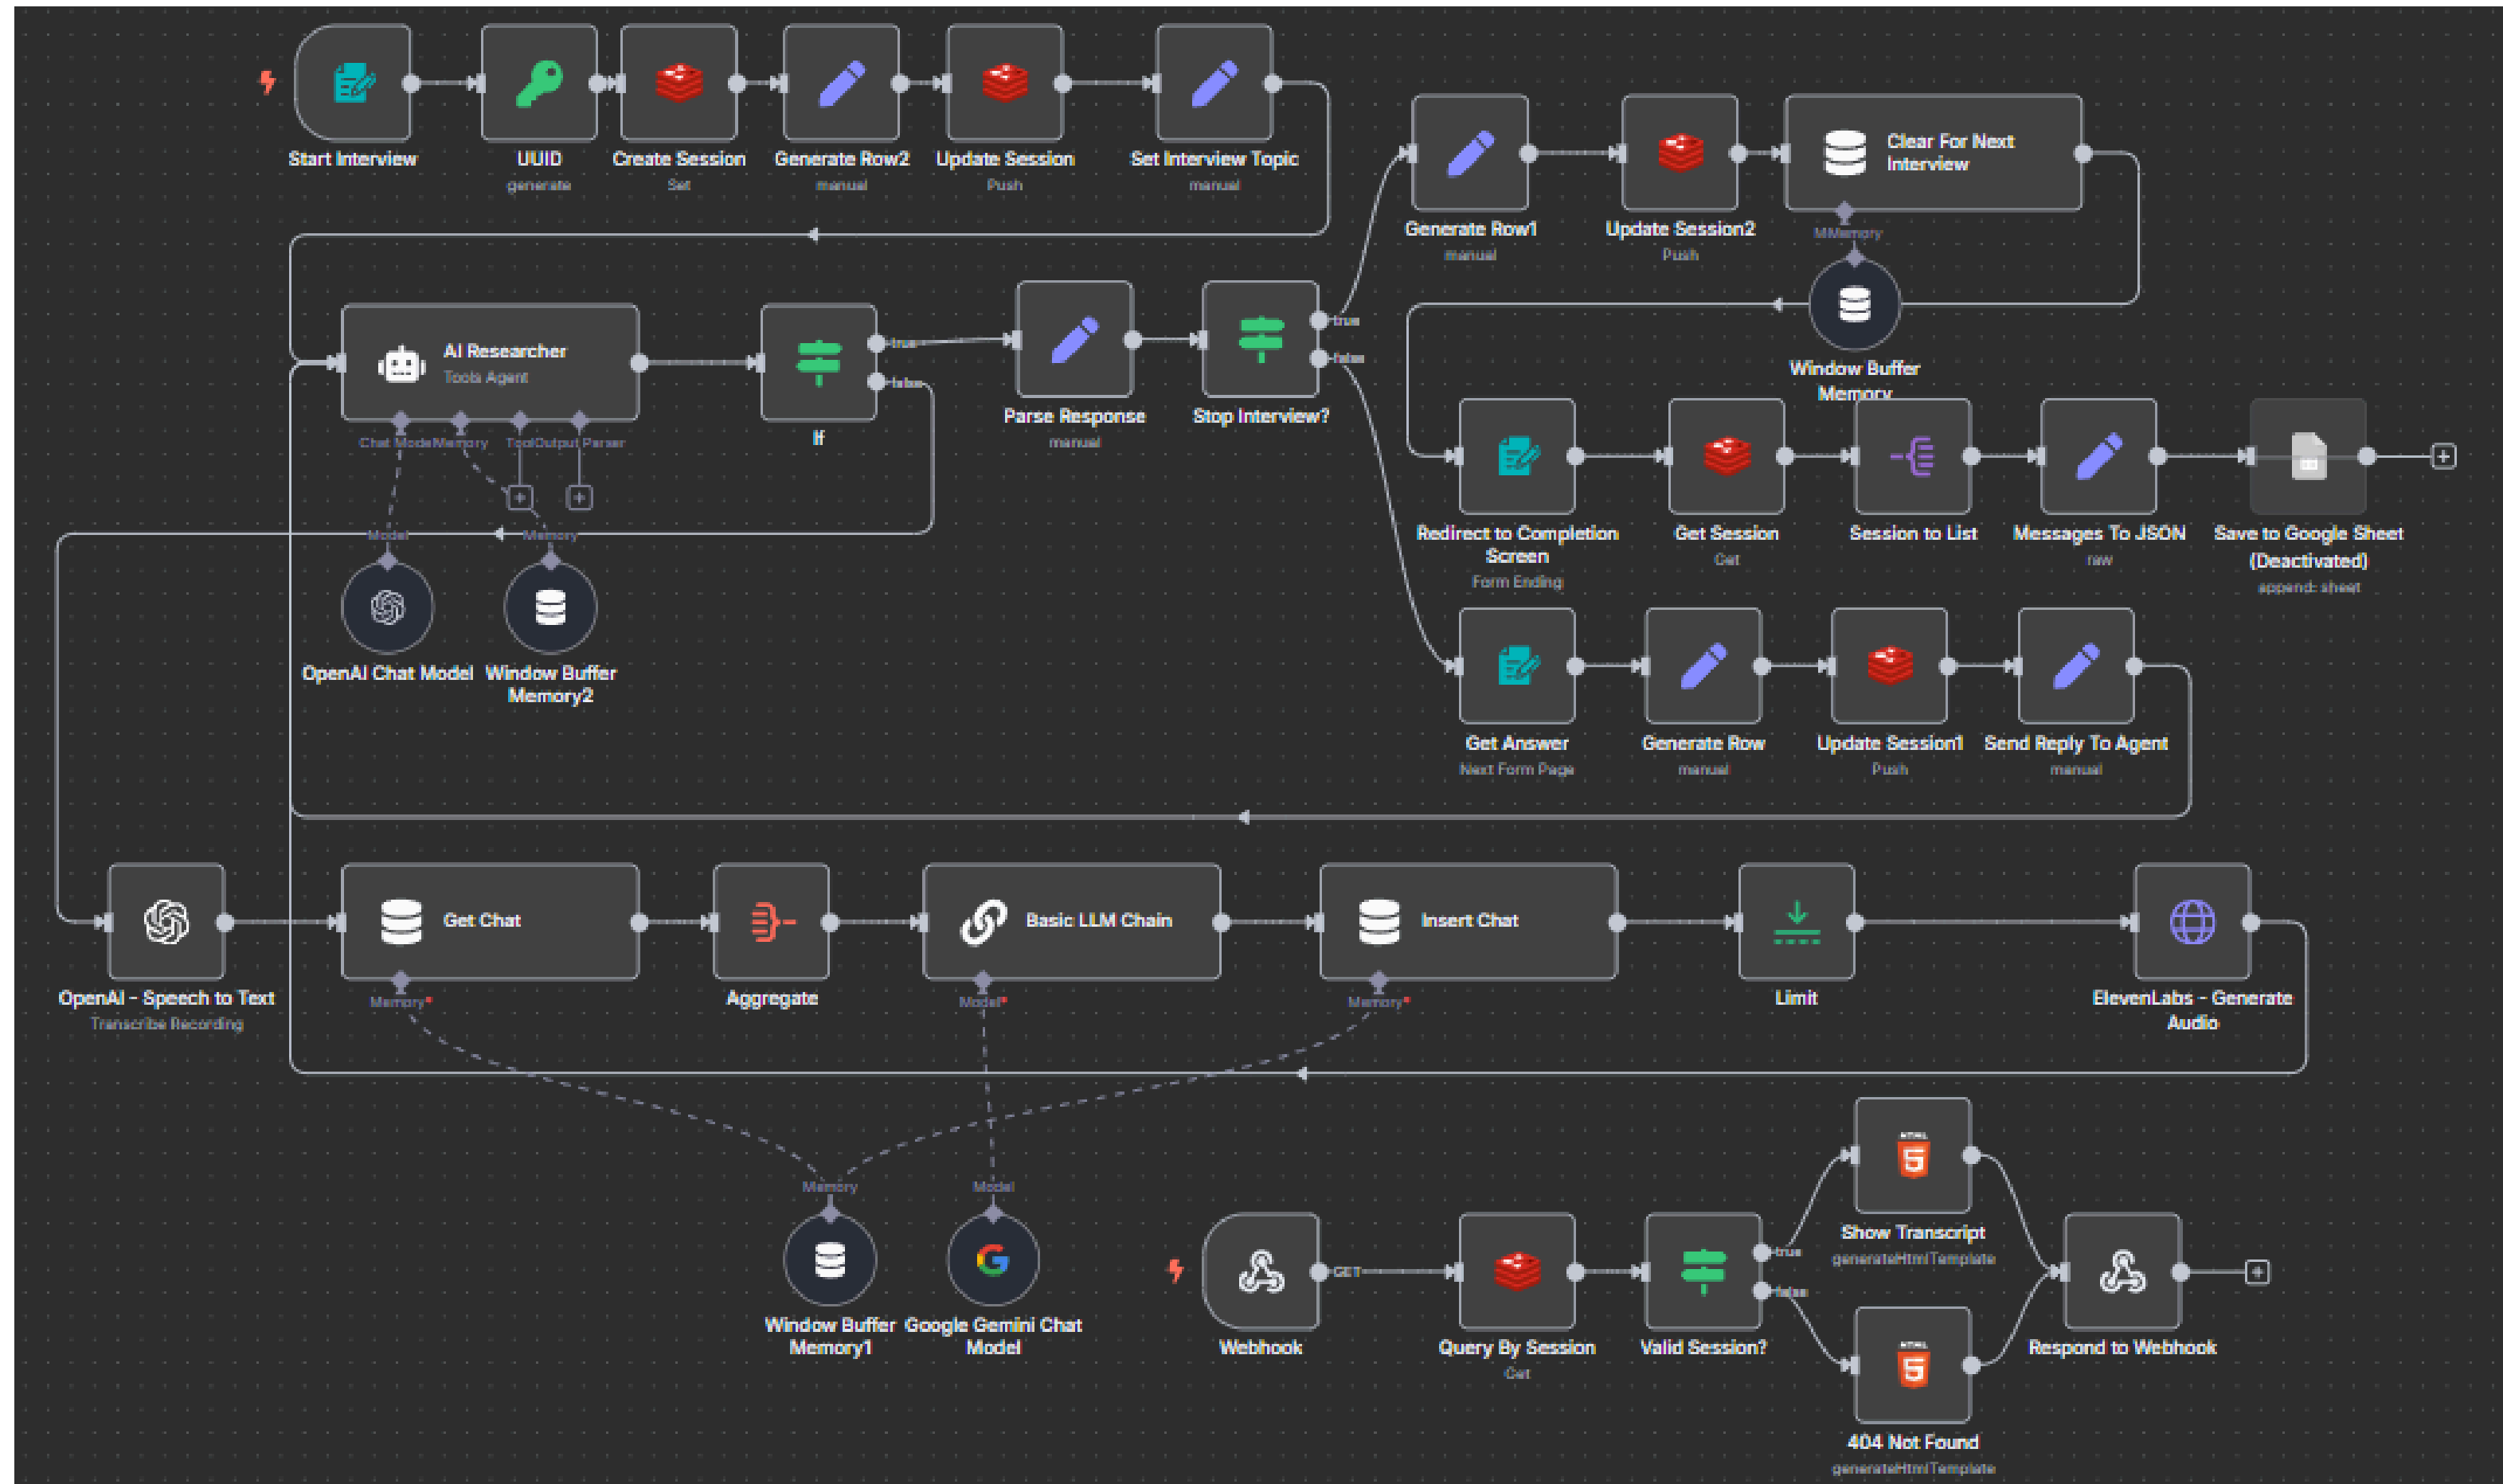 Start Interview
UUID
generate
Create Session
Set
Generate Row2
manual
Update Session
Push
Set Interview Topic
manual
Generate Row1
manual
Update Session2
Push
Clear For Next
Interview
Memory
Window Buffer
Memory
AI Researcher
Tools Agent
Chat Model
Memory
Tool
Output Parser
true
false
If
Parse Response
manual
Stop Interview?
true
false
Model
Memory
OpenAI Chat Model
Window Buffer
Memory2
Redirect to Completion
Screen
Form Ending
Get Session
Get
Session to List
Messages To JSON
raw
Save to Google Sheet
(Deactivated)
append: sheet
Get Answer
Next Form Page
Generate Row
manual
Update Session1
Push
Send Reply To Agent
manual
OpenAI - Speech to Text
Transcribe Recording
Get Chat
Memory*
Aggregate
Basic LLM Chain
Model*
Insert Chat
Memory*
Limit
ElevenLabs - Generate
Audio
Memory
Window Buffer
Memory1
Model
G
Google Gemini Chat
Model
Webhook
GET
Query By Session
Get
Valid Session?
true
false
HTML
5
Show Transcript
generateHtmlTemplate
HTML
5
404 Not Found
generateHtmlTemplate
Respond to Webhook